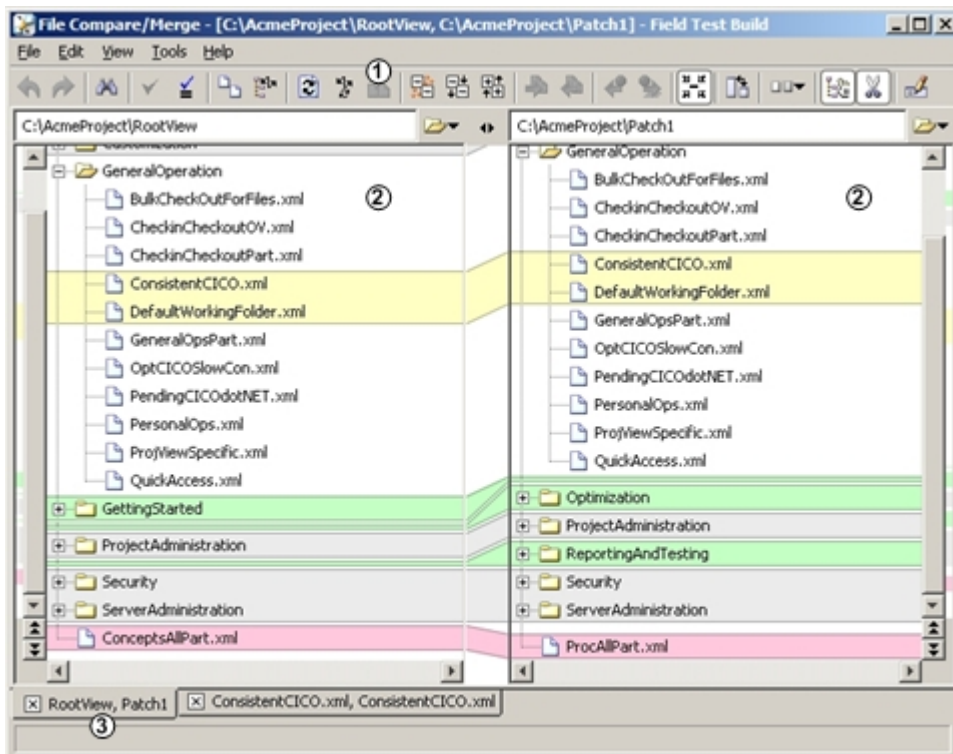 File Compare/Merge - [C:\AcmeProject\RootView, C:\AcmeProject\Patch1] - Field Test Build
File Edit View Tools Help
1
C:\AcmeProject\RootView
C:\AcmeProject\Patch1
Customization
GeneralOperation
BulkCheckOutForFiles.xml
CheckinCheckoutOV.xml
CheckinCheckoutPart.xml
ConsistentCICO.xml
DefaultWorkingFolder.xml
GeneralOpsPart.xml
OptCICOSlowCon.xml
PendingCICOdotNET.xml
PersonalOps.xml
ProjViewSpecific.xml
QuickAccess.xml
GettingStarted
ProjectAdministration
Security
ServerAdministration
ConceptsAllPart.xml
2
GeneralOperation
BulkCheckOutForFiles.xml
CheckinCheckoutOV.xml
CheckinCheckoutPart.xml
ConsistentCICO.xml
DefaultWorkingFolder.xml
GeneralOpsPart.xml
OptCICOSlowCon.xml
PendingCICOdotNET.xml
PersonalOps.xml
ProjViewSpecific.xml
QuickAccess.xml
Optimization
ProjectAdministration
ReportingAndTesting
Security
ServerAdministration
ProcAllPart.xml
2
RootView, Patch1
ConsistentCICO.xml, ConsistentCICO.xml
3